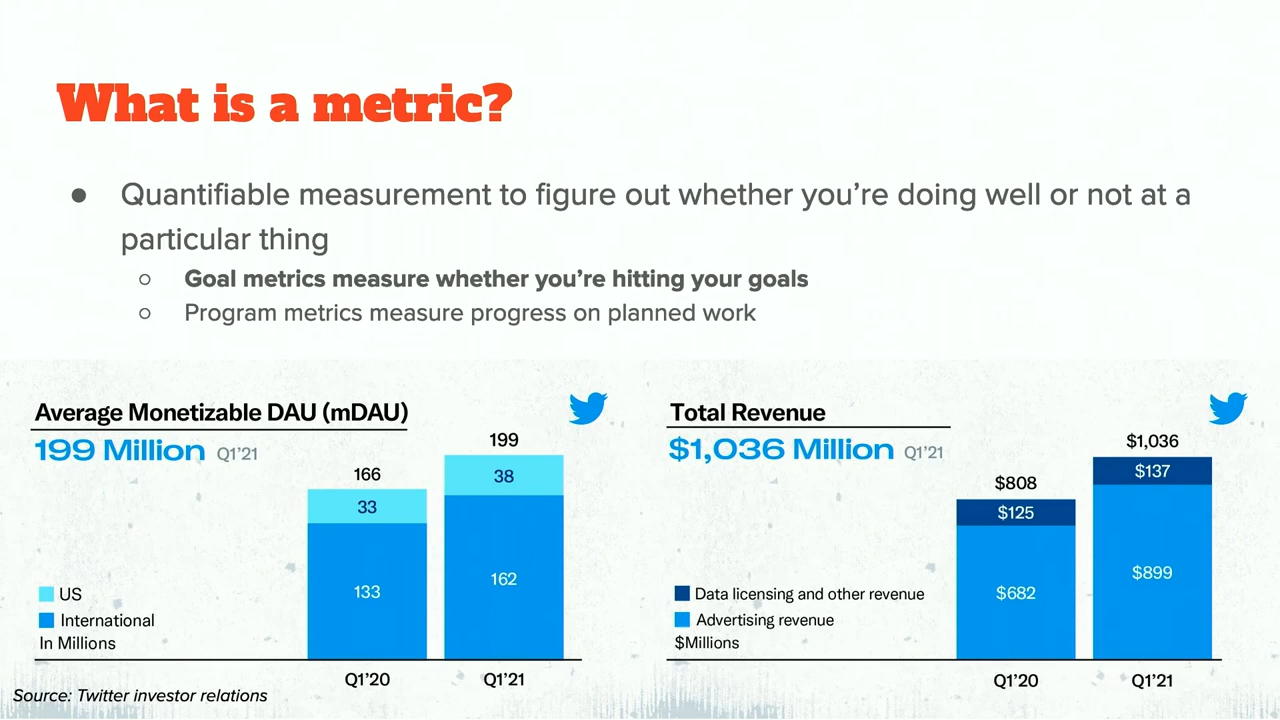 What is a metric?
● Quantifiable measurement to figure out whether you’re doing well or not at a
particular thing
○ Goal metrics measure whether you’re hitting your goals
○ Program metrics measure progress on planned work
Average Monetizable DAU (mDAU)
199 Million Q1’21
166
33
133
199
38
162
US
International
In Millions
Q1’20
Q1’21
Source: Twitter investor relations
Total Revenue
$1,036 Million Q1’21
$808
$125
$682
$1,036
$137
$899
Data licensing and other revenue
Advertising revenue
$Millions
Q1’20
Q1’21